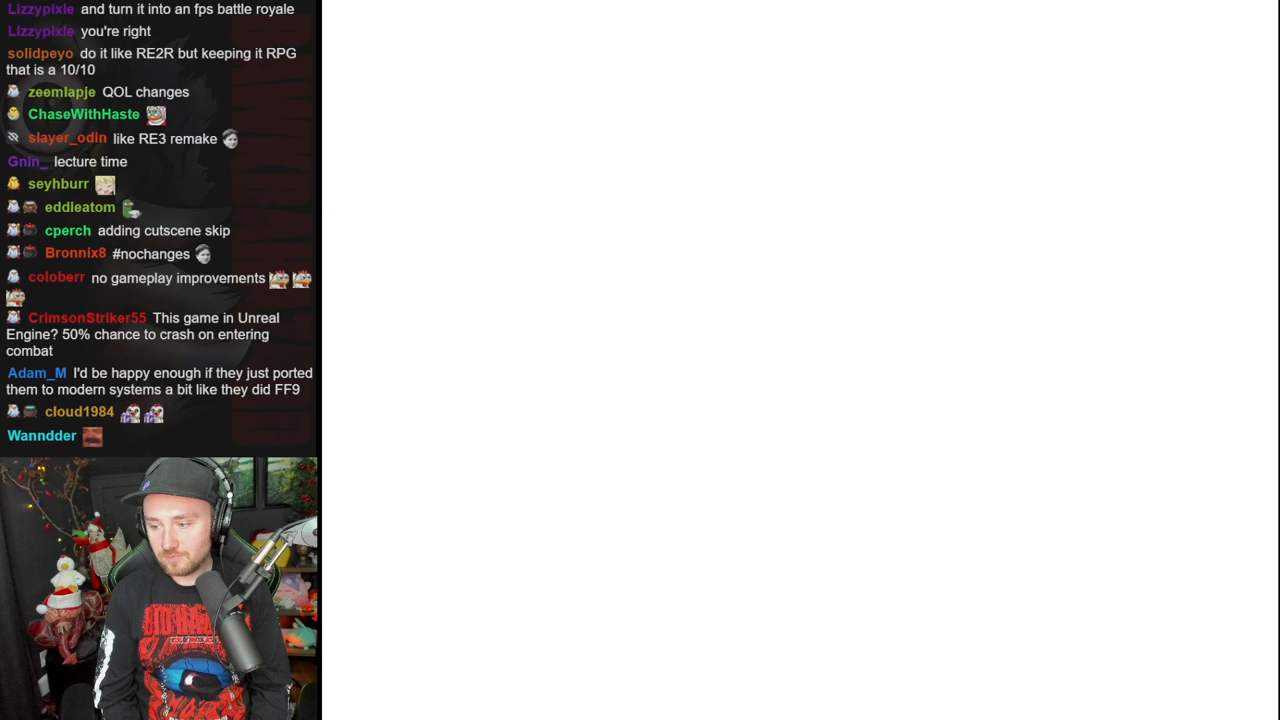 Lizzypixle and turn it into an fps battle royale
Lizzypixle you're right
solidpeyo do it like RE2R but keeping it RPG
that is a 10/10
zeemlapje QOL changes
ChaseWithHaste
slayer_odin like RE3 remake
Gnin_ lecture time
seyhburr
eddieatom
cperch adding cutscene skip
Bronnix8 #nochanges
coloberr no gameplay improvements
CrimsonStriker55 This game in Unreal
Engine? 50% chance to crash on entering
combat
Adam_M I'd be happy enough if they just ported
them to modern systems a bit like they did FF9
cloud1984
Wanndder